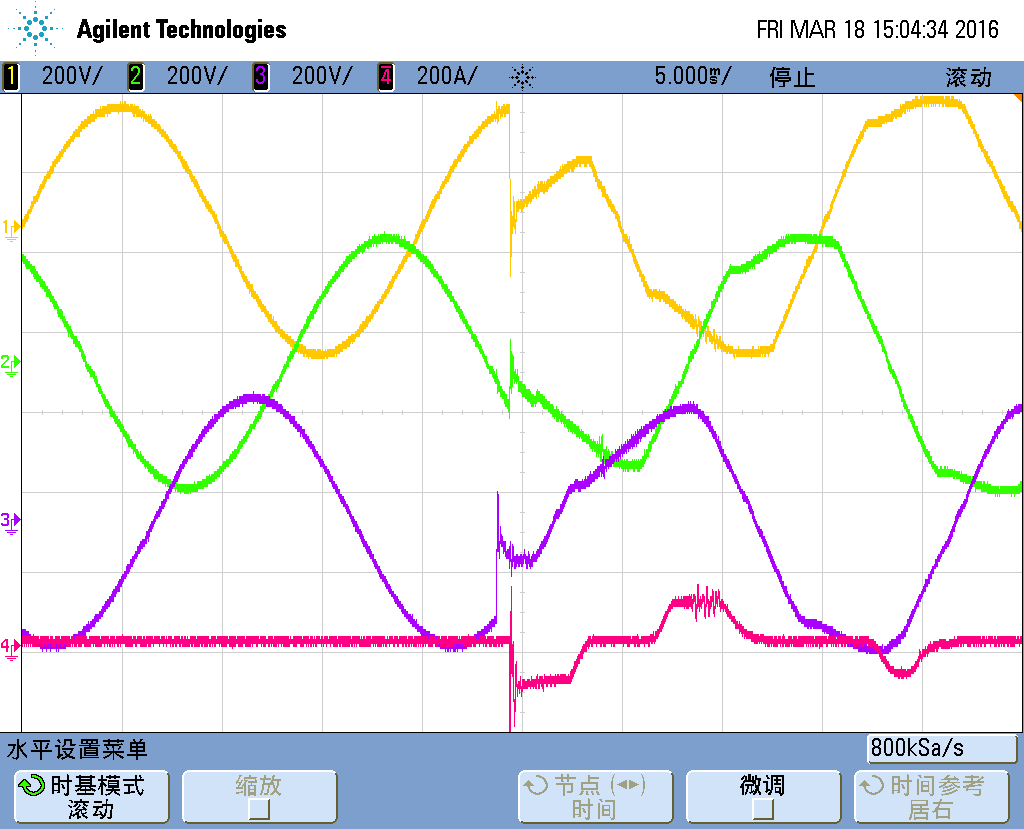 Agilent Technologies
FRI MAR 18 15:04:34 2016
1 200V/ 2 200V/ 3 200V/ 4 200A/ 5.000ms/ 停止 滚动
1
2
3
4
水平设置菜单
800kSa/s
时基模式
滚动
缩放
节点 (◄►)
时间
微调
时间参考
居右